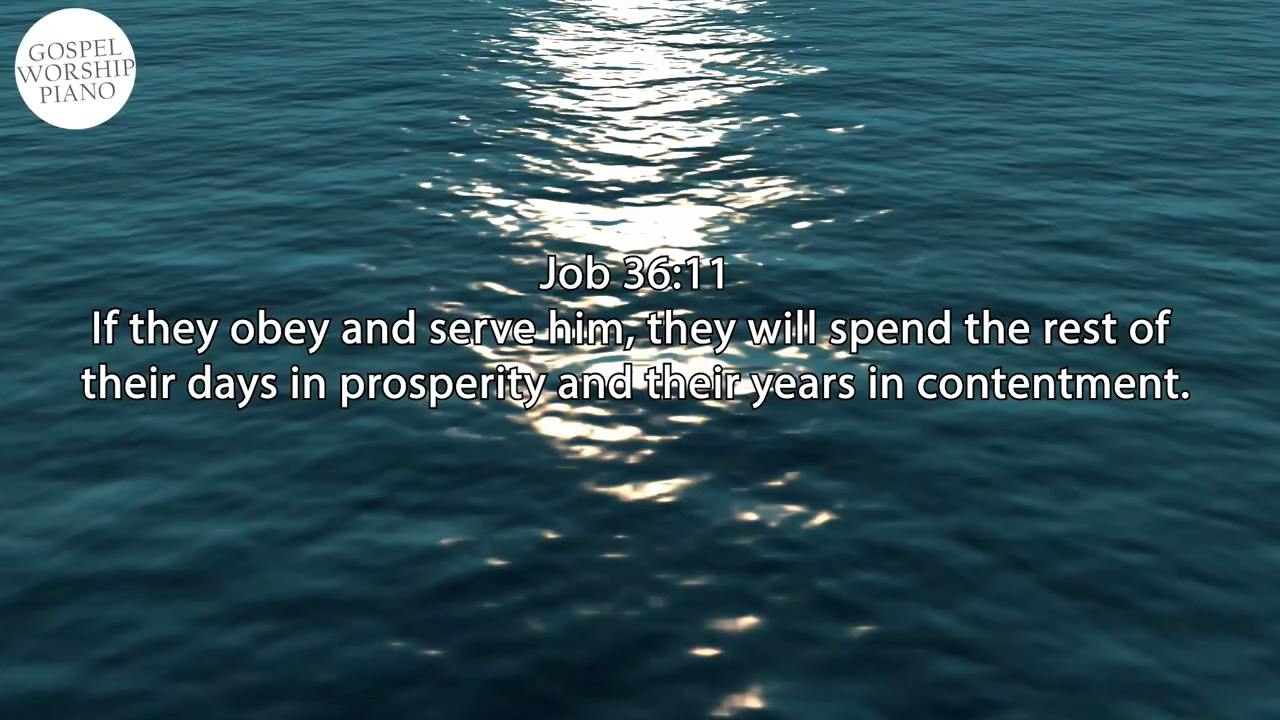 GOSPEL
WORSHIP
PIANO
Job 36:11
If they obey and serve him, they will spend the rest of
their days in prosperity and their years in contentment.